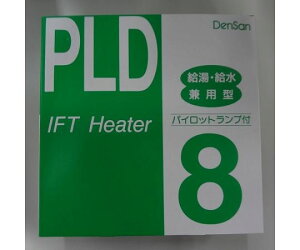 DenSan
PLD
給湯・給水
兼用型
IFT Heater
パイロットランプ付
8